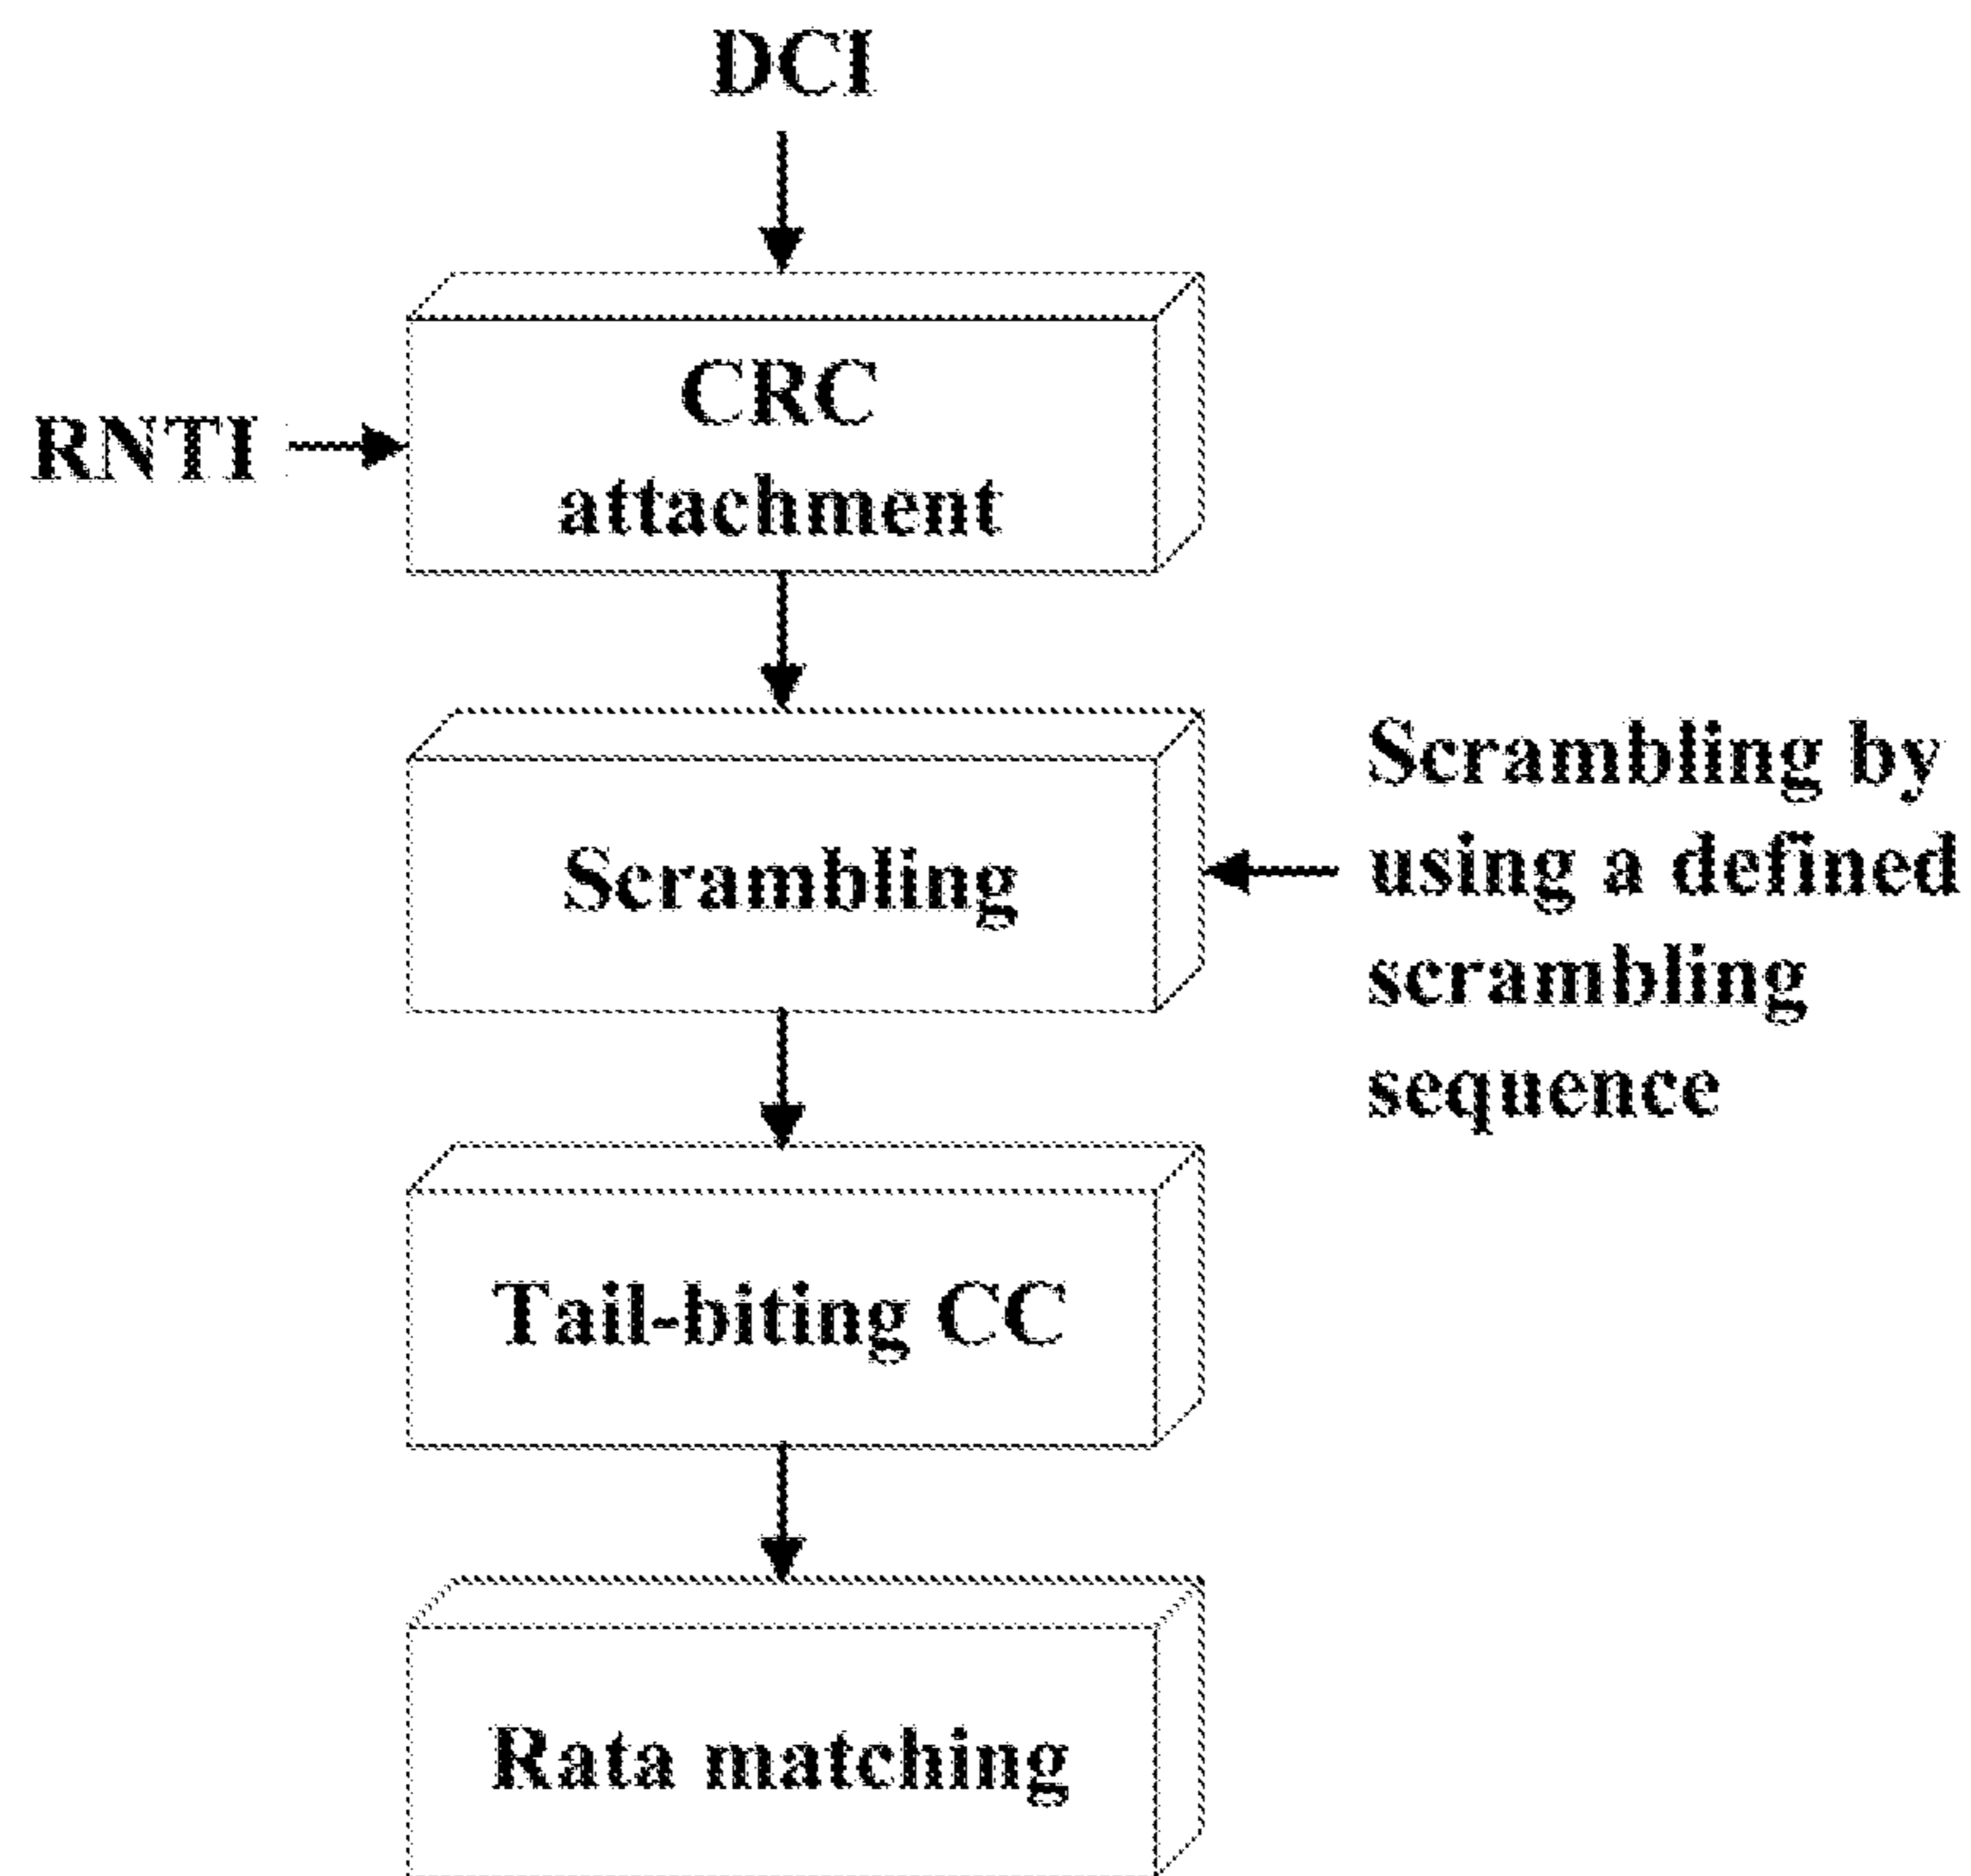 DCI
RNTI
CRC
attachment
Scrambling
Scrambling by
using a defined
scrambling
sequence
Tail-biting CC
Rata matching